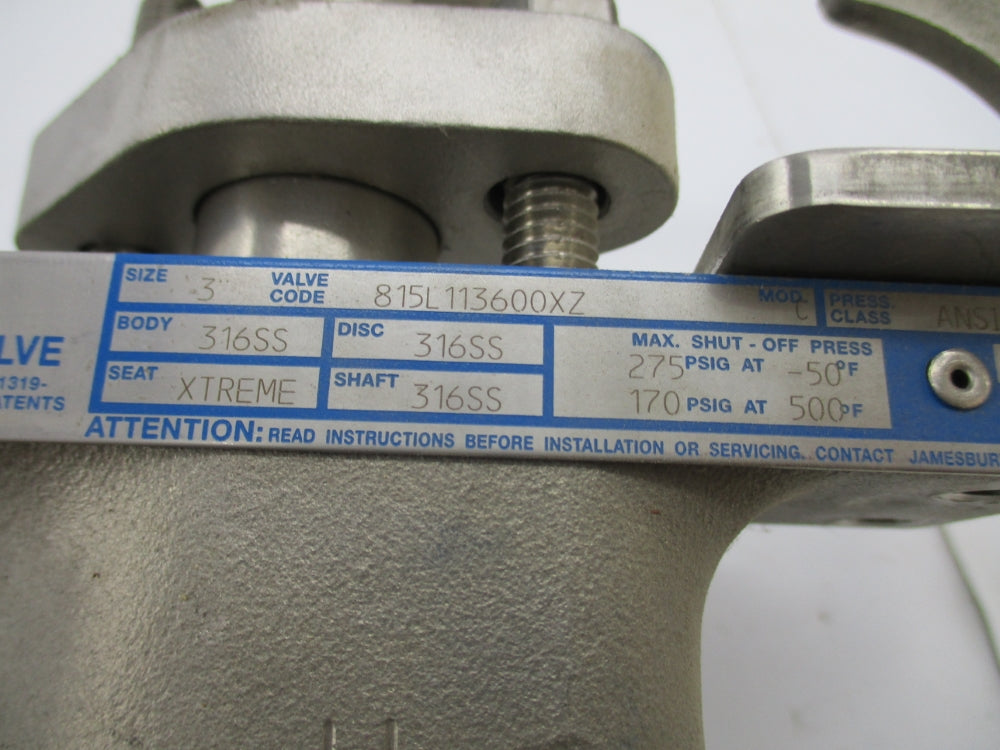 SIZE 3 VALVE CODE 815L113600XZ MOD. C PRESS CLASS ANSI
BODY 316SS DISC 316SS MAX. SHUT - OFF PRESS
275 PSIG AT -50°F
SEAT XTREME SHAFT 316SS 170 PSIG AT 500°F
LVE
1319-
ATENTS
ATTENTION: READ INSTRUCTIONS BEFORE INSTALLATION OR SERVICING. CONTACT JAMESBUR